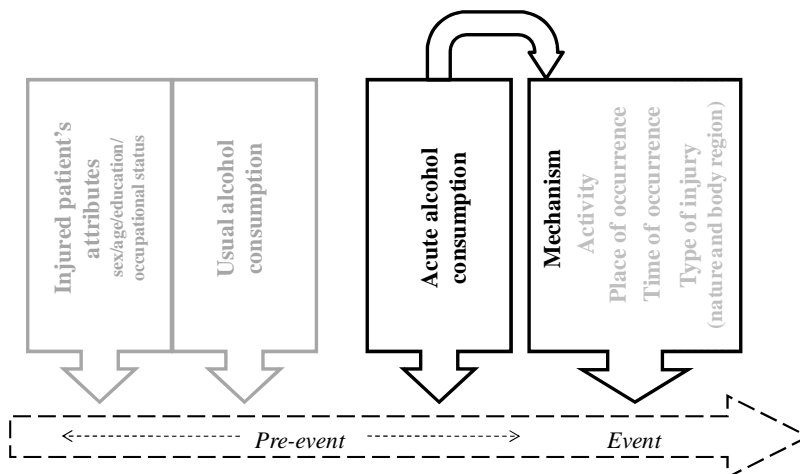 Injured patient's
attributes
sex/age/education/
occupational status
Usual alcohol
consumption
Acute alcohol
consumption
Mechanism
Activity
Place of occurrence
Time of occurrence
Type of injury
(nature and body region)
Pre-event
Event